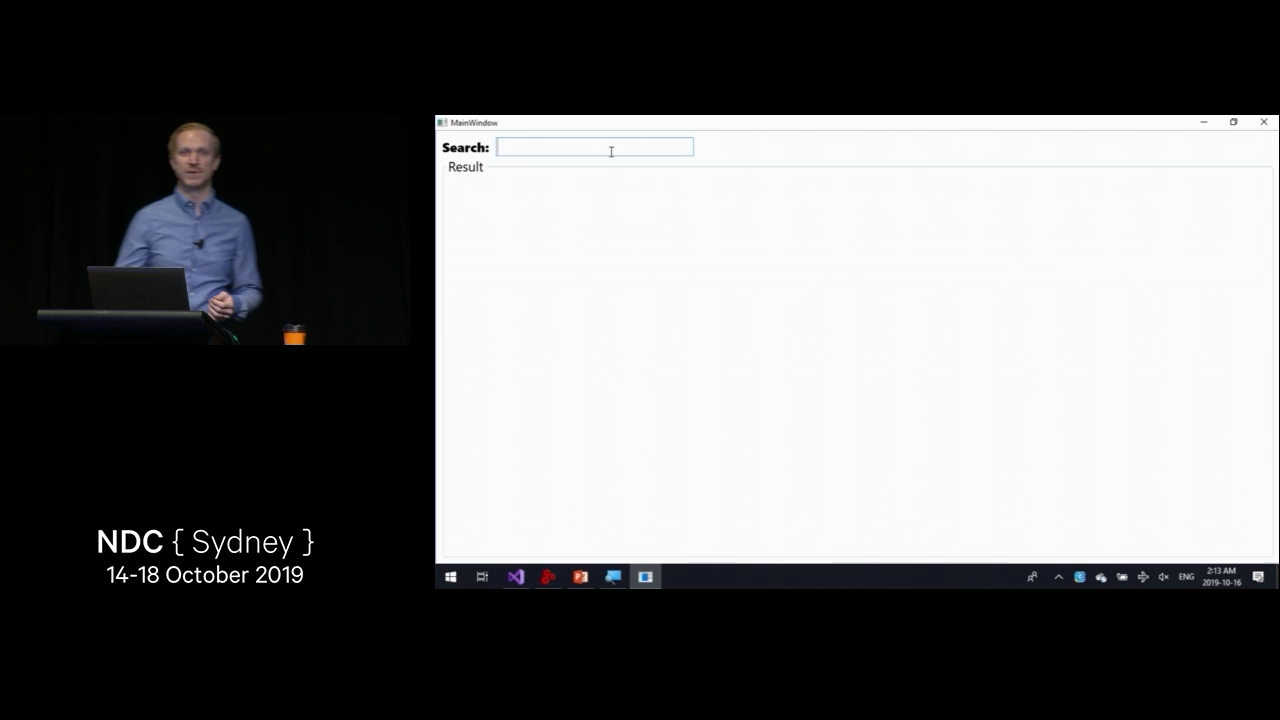 MainWindow
Search:
Result
NDC { Sydney }
14-18 October 2019
ENG
2:13 AM
2019-10-16